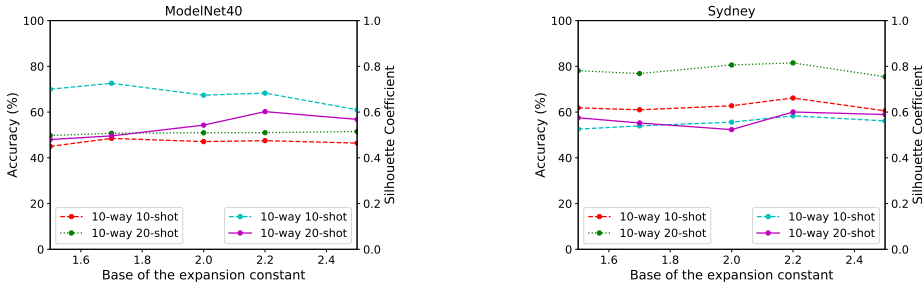 ModelNet40
100
80
60
40
20
0
Accuracy (%)
1.0
0.8
0.6
0.4
0.2
0.0
Silhouette Coefficient
10-way 10-shot
10-way 20-shot
10-way 10-shot
10-way 20-shot
1.6 1.8 2.0 2.2 2.4
Base of the expansion constant
Sydney
100
80
60
40
20
0
Accuracy (%)
1.0
0.8
0.6
0.4
0.2
0.0
Silhouette Coefficient
10-way 10-shot
10-way 20-shot
10-way 10-shot
10-way 20-shot
1.6 1.8 2.0 2.2 2.4
Base of the expansion constant